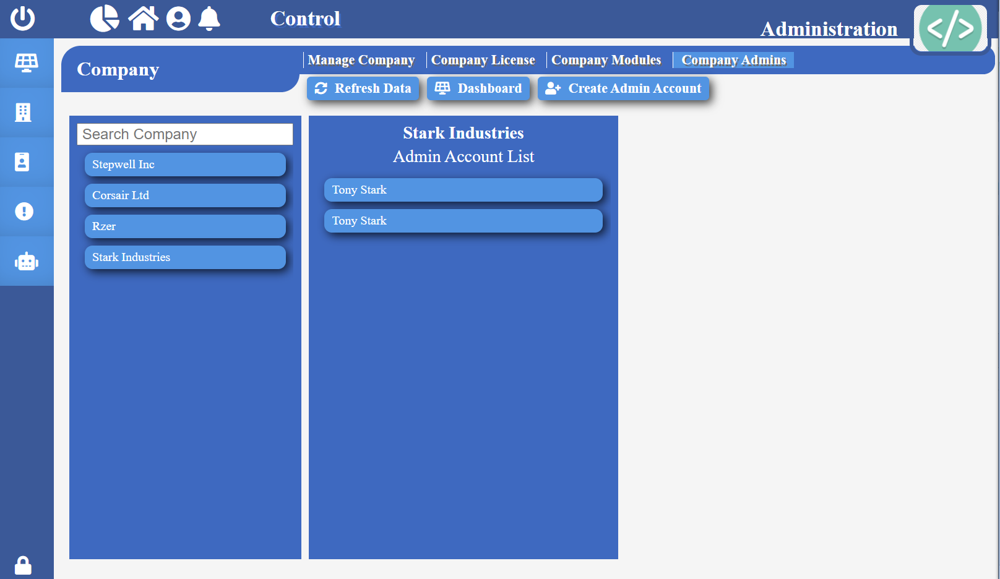 Control
Administration
</>
Company
Manage Company
Company License
Company Modules
Company Admins
Refresh Data
Dashboard
Create Admin Account
Search Company
Stepwell Inc
Corsair Ltd
Rzer
Stark Industries
Stark Industries
Admin Account List
Tony Stark
Tony Stark